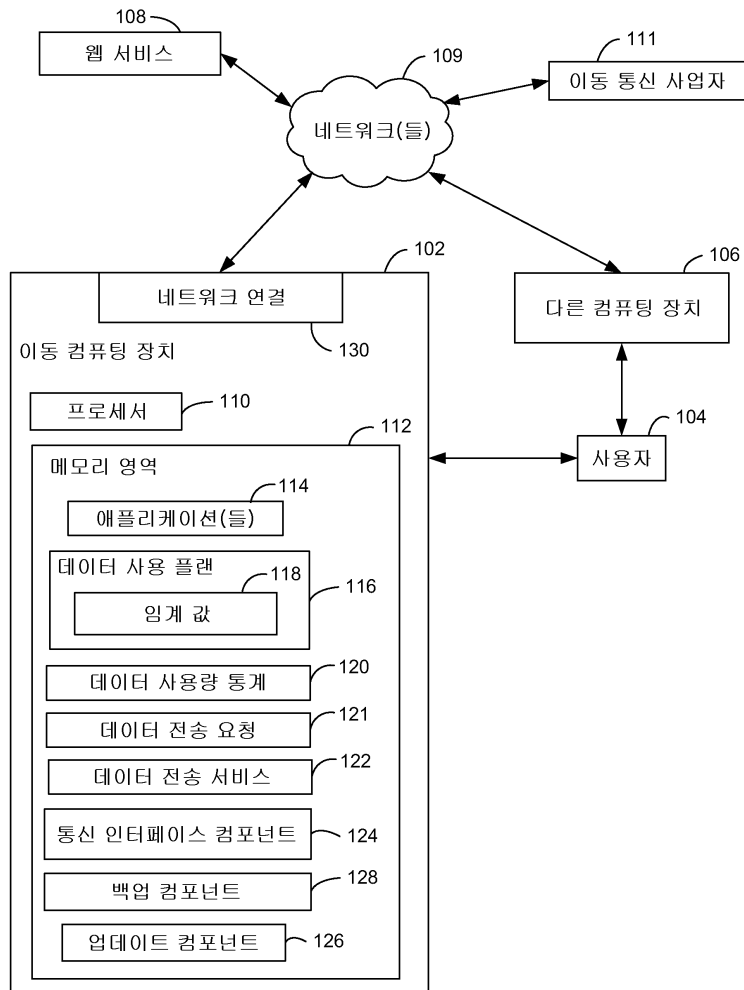 108
웹 서비스
109
111
이동 통신 사업자
네트워크(들)
102
네트워크 연결
130
이동 컴퓨팅 장치
106
다른 컴퓨팅 장치
프로세서
110
104
사용자
112
메모리 영역
114
애플리케이션(들)
데이터 사용 플랜
118
116
임계 값
데이터 사용량 통계
120
데이터 전송 요청
121
데이터 전송 서비스
122
통신 인터페이스 컴포넌트
124
백업 컴포넌트
128
업데이트 컴포넌트
126